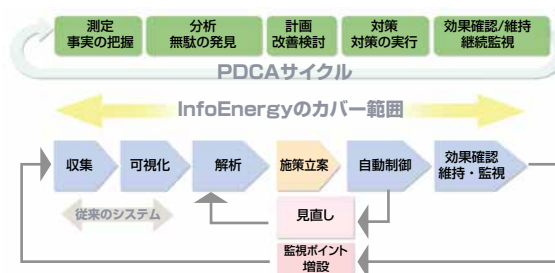 測定
事実の把握
分析
無駄の発見
計画
改善検討
対策
対策の実行
効果確認/維持
継続監視
PDCAサイクル
InfoEnergyのカバー範囲
収集
可視化
解析
施策立案
自動制御
効果確認
維持・監視
従来のシステム
見直し
監視ポイント
増設